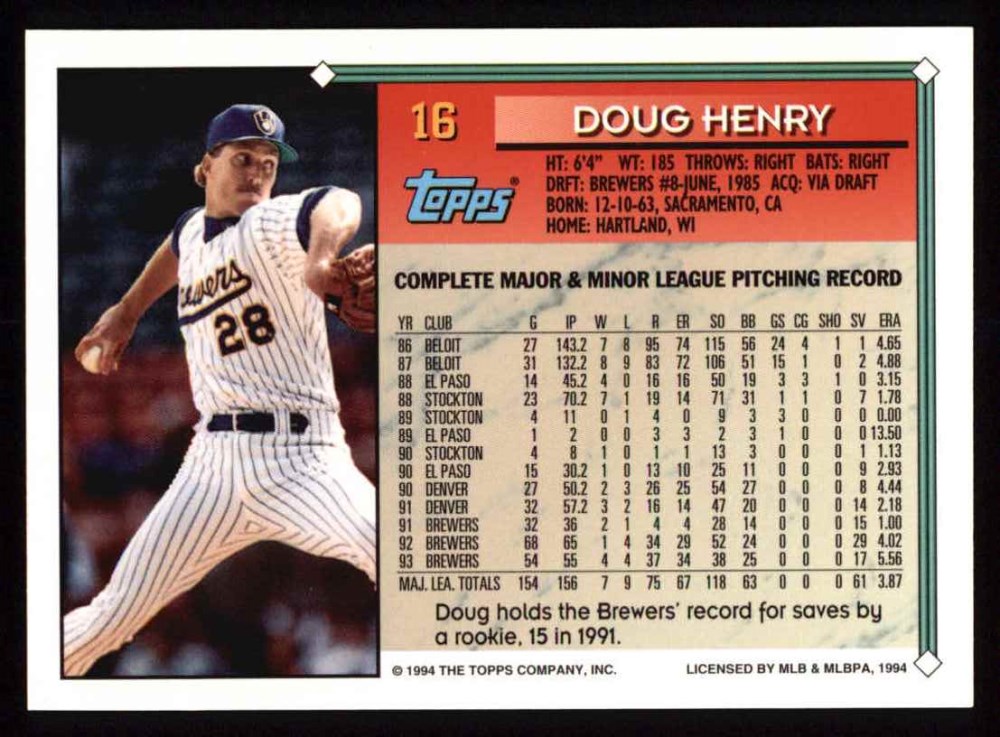 16
DOUG HENRY
TOPPS®
HT: 6'4" WT: 185 THROWS: RIGHT BATS: RIGHT
DRFT: BREWERS #8-JUNE, 1985 ACQ: VIA DRAFT
BORN: 12-10-63, SACRAMENTO, CA
HOME: HARTLAND, WI
ewers
28
COMPLETE MAJOR & MINOR LEAGUE PITCHING RECORD
YR CLUB G IP W L R ER SO BB GS CG SHO SV ERA
86 BELOIT 27 143.2 7 8 95 74 115 56 24 4 1 1 4.65
87 BELOIT 31 132.2 8 9 83 72 106 51 15 1 0 2 4.88
88 EL PASO 14 45.2 4 0 16 16 50 19 3 3 1 0 3.15
88 STOCKTON 23 70.2 7 1 19 14 71 31 1 1 0 7 1.78
89 STOCKTON 4 11 0 1 4 0 9 3 3 0 0 0 0.00
89 EL PASO 1 2 0 0 3 3 2 3 1 0 0 0 13.50
90 STOCKTON 4 8 1 0 1 1 13 3 0 0 0 1 1.13
90 EL PASO 15 30.2 1 0 13 10 25 11 0 0 0 9 2.93
90 DENVER 27 50.2 2 3 26 25 54 27 0 0 0 8 4.44
91 DENVER 32 57.2 3 2 16 14 47 20 0 0 0 14 2.18
91 BREWERS 32 36 2 1 4 4 28 14 0 0 0 15 1.00
92 BREWERS 68 65 1 4 34 29 52 24 0 0 0 29 4.02
93 BREWERS 54 55 4 4 37 34 38 25 0 0 0 17 5.56
MAJ. LEA. TOTALS 154 156 7 9 75 67 118 63 0 0 0 61 3.87
Doug holds the Brewers' record for saves by
a rookie, 15 in 1991.
© 1994 THE TOPPS COMPANY, INC.
LICENSED BY MLB & MLBPA, 1994